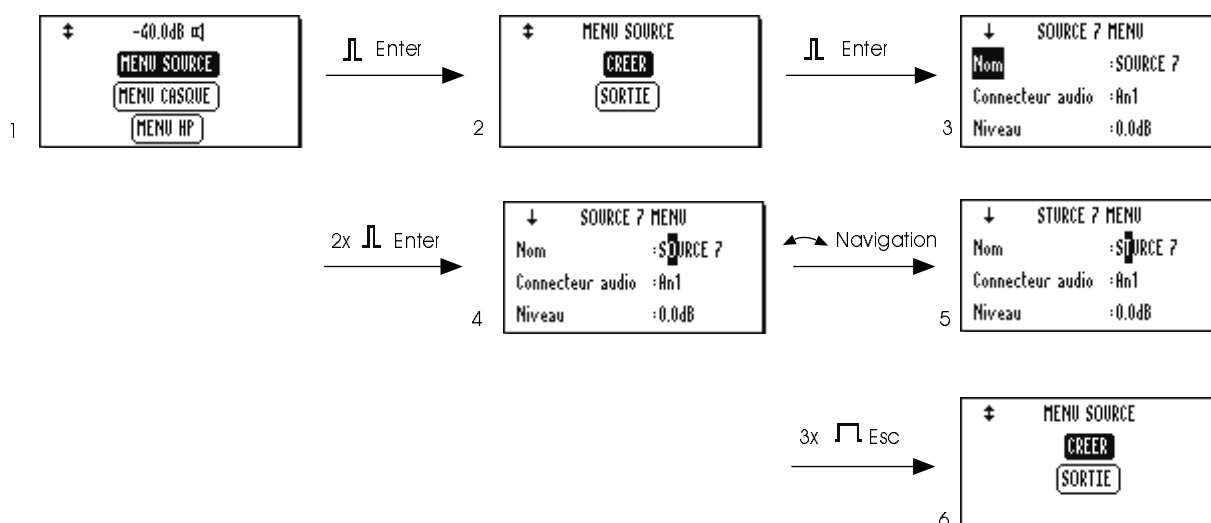 -40.0dB
MENU SOURCE
MENU CASQUE
MENU HP
1
Enter
MENU SOURCE
CREER
SORTIE
2
Enter
SOURCE 7 MENU
Nom :SOURCE 7
Connecteur audio :An1
Niveau :0.0dB
3
2x Enter
SOURCE 7 MENU
Nom :SOURCE 7
Connecteur audio :An1
Niveau :0.0dB
4
Navigation
STURCE 7 MENU
Nom :STURCE 7
Connecteur audio :An1
Niveau :0.0dB
5
3x Esc
MENU SOURCE
CREER
SORTIE
6